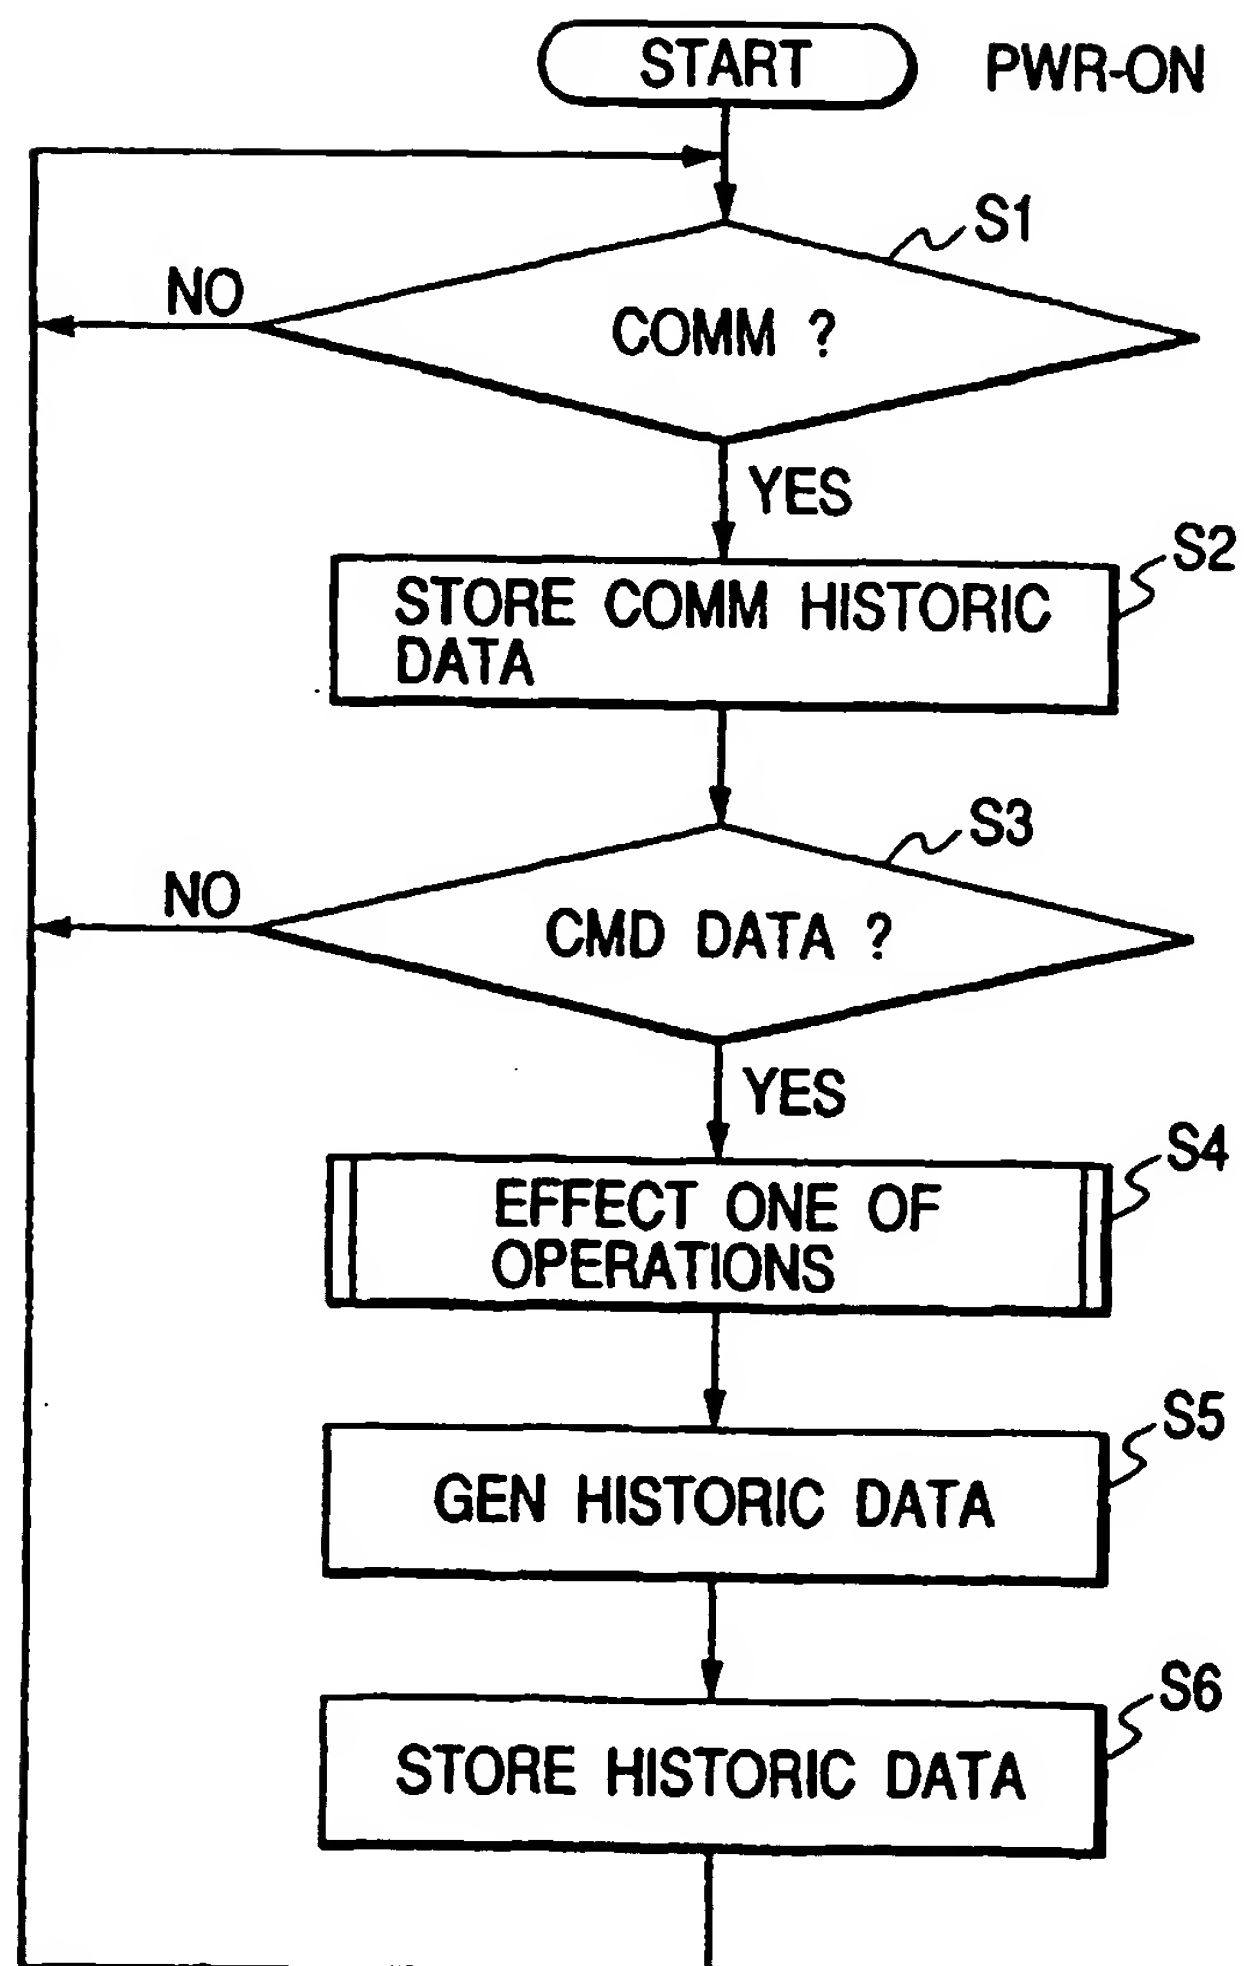 START
PWR-ON
S1
NO
COMM ?
YES
S2
STORE COMM HISTORIC
DATA
S3
NO
CMD DATA ?
YES
S4
EFFECT ONE OF
OPERATIONS
S5
GEN HISTORIC DATA
S6
STORE HISTORIC DATA